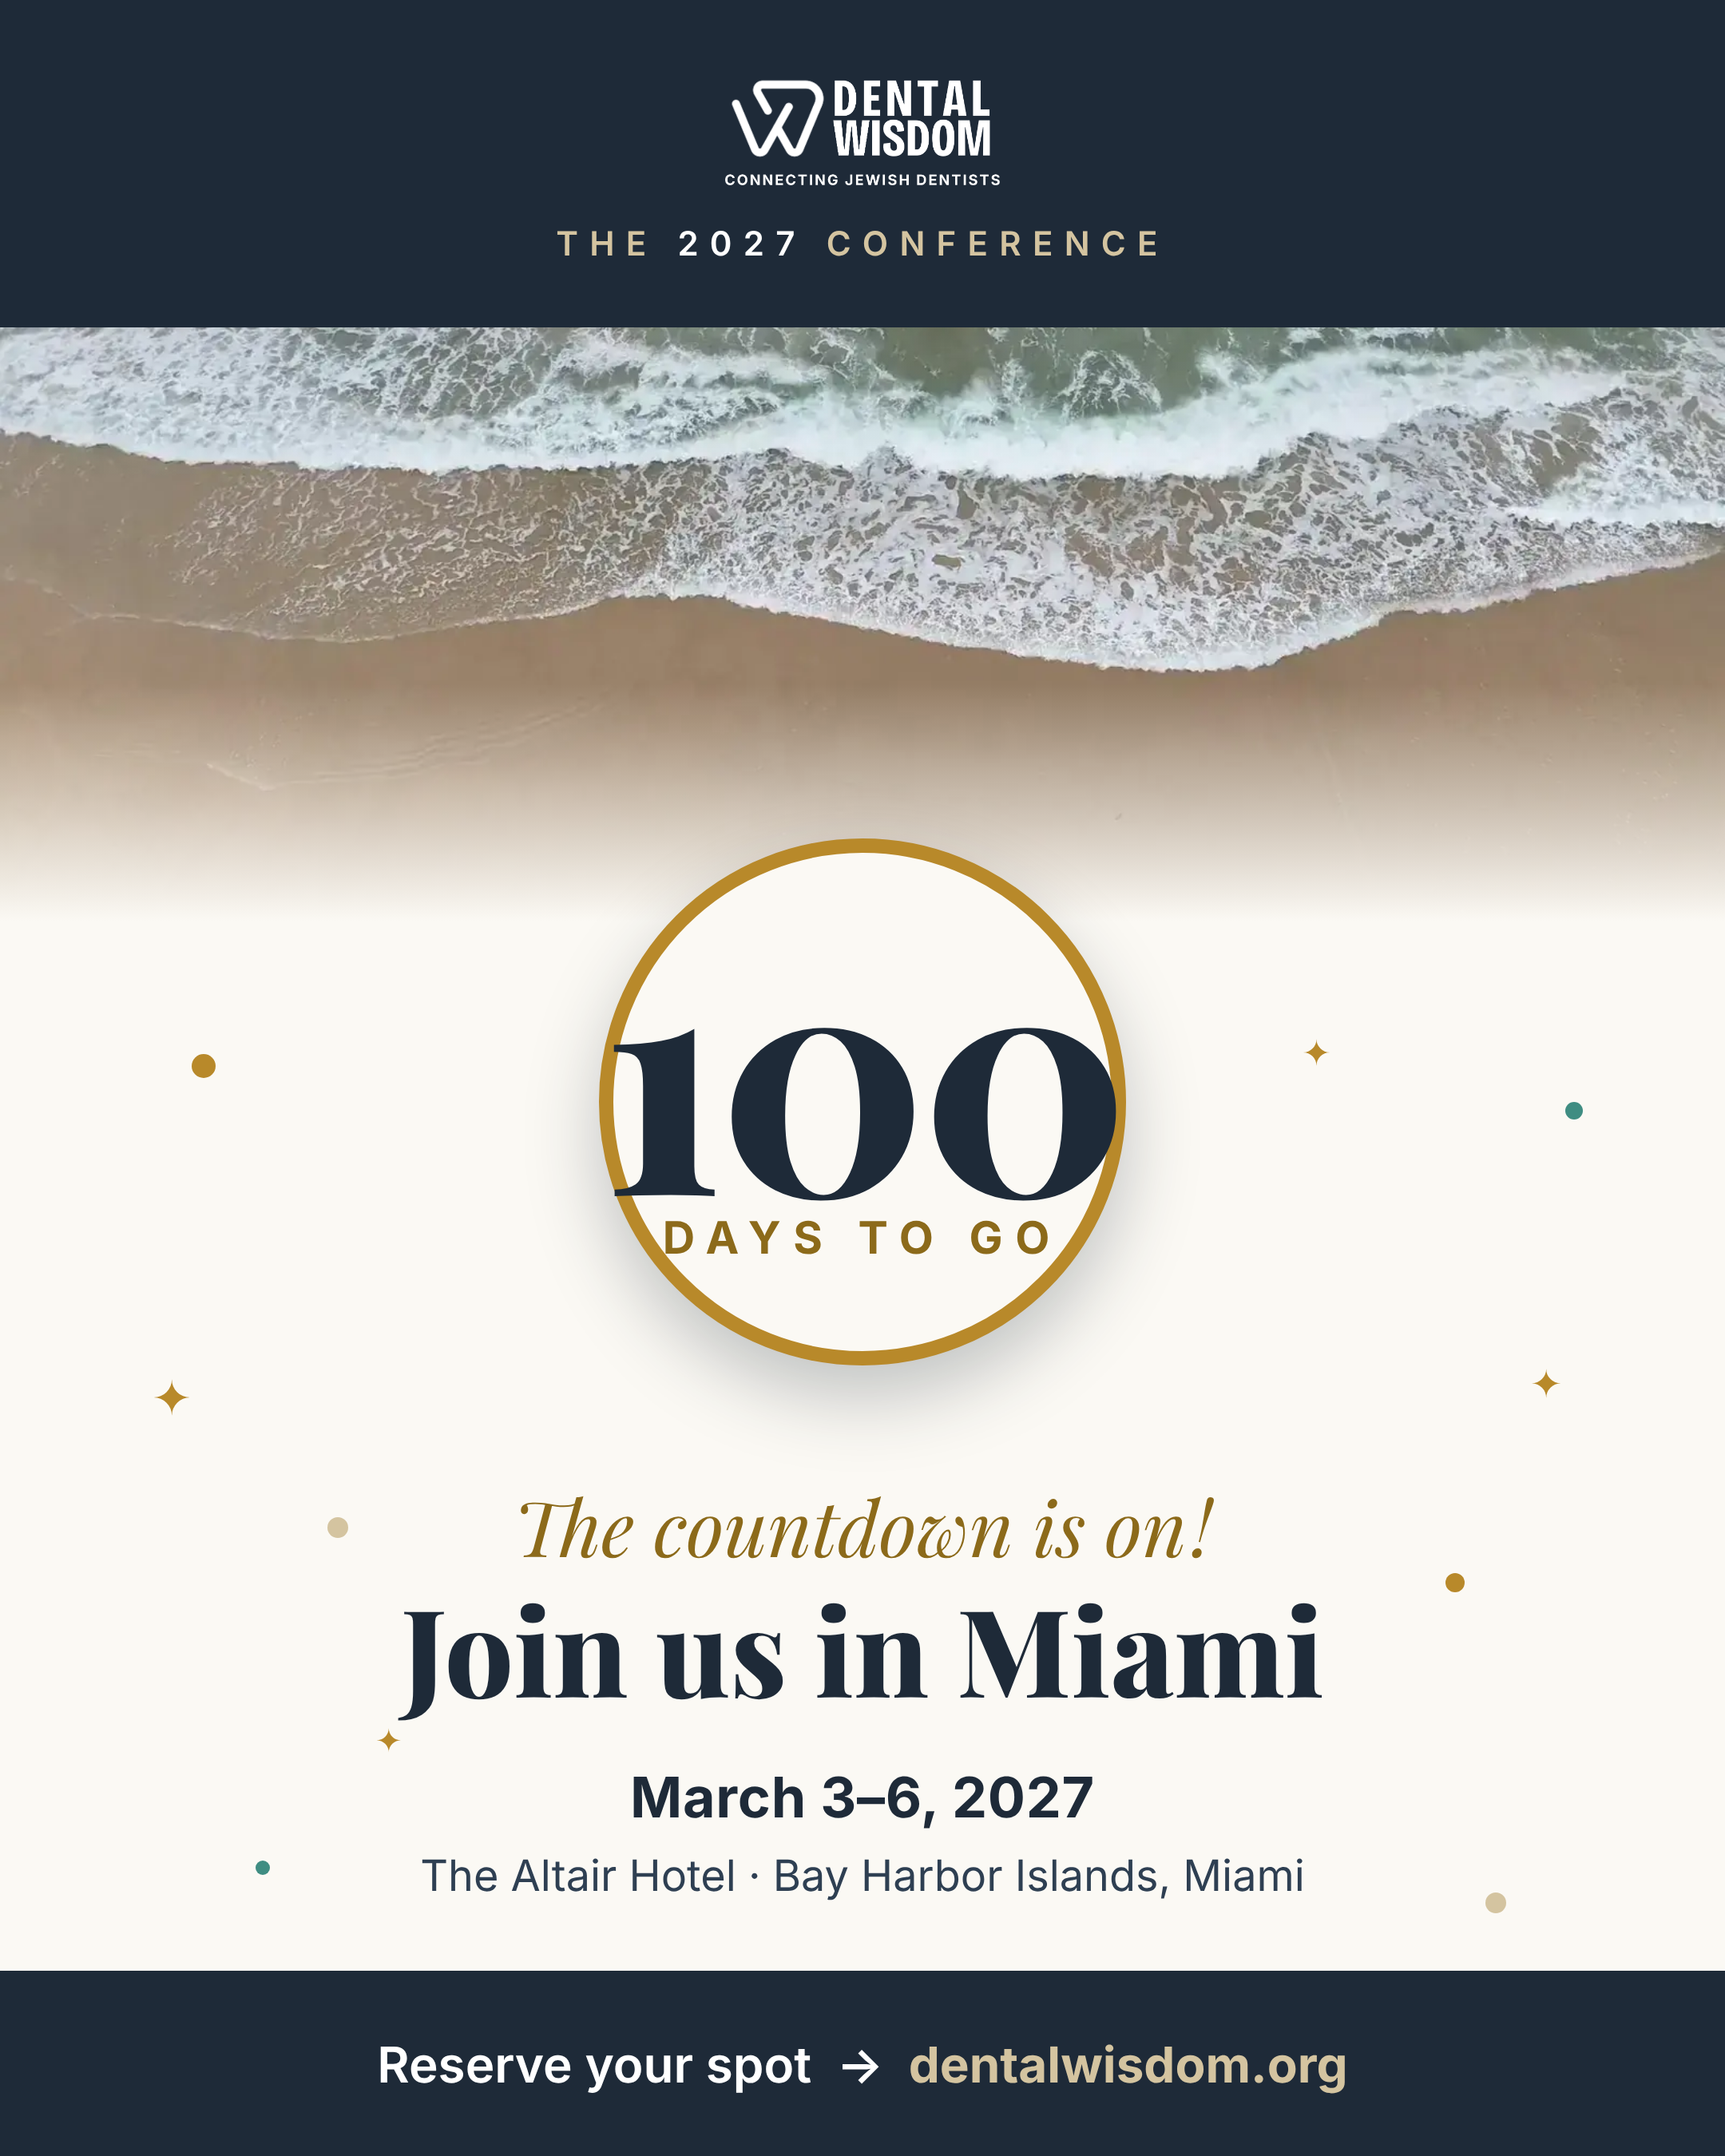 DENTAL
WISDOM
CONNECTING JEWISH DENTISTS
THE 2027 CONFERENCE
100
DAYS TO GO
The countdown is on!
Join us in Miami
March 3–6, 2027
The Altair Hotel · Bay Harbor Islands, Miami
Reserve your spot → dentalwisdom.org